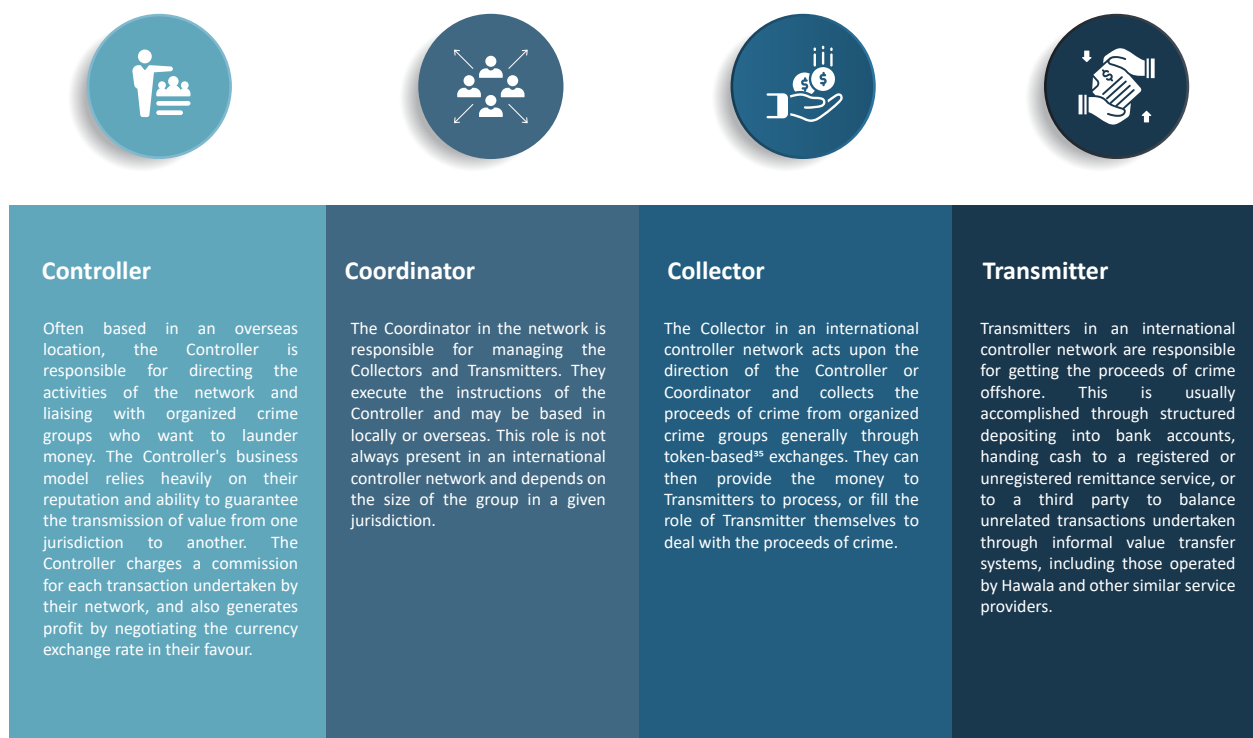 Controller
Often based in an overseas
location, the Controller is
responsible for directing the
activities of the network and
liaising with organized crime
groups who want to launder
money. The Controller's business
model relies heavily on their
reputation and ability to guarantee
the transmission of value from one
jurisdiction to another. The
Controller charges a commission
for each transaction undertaken by
their network, and also generates
profit by negotiating the currency
exchange rate in their favour.
Coordinator
The Coordinator in the network is
responsible for managing the
Collectors and Transmitters. They
execute the instructions of the
Controller and may be based in
locally or overseas. This role is not
always present in an international
controller network and depends on
the size of the group in a given
jurisdiction.
Collector
The Collector in an international
controller network acts upon the
direction of the Controller or
Coordinator and collects the
proceeds of crime from organized
crime groups generally through
token-based³⁵ exchanges. They can
then provide the money to
Transmitters to process, or fill the
role of Transmitter themselves to
deal with the proceeds of crime.
Transmitter
Transmitters in an international
controller network are responsible
for getting the proceeds of crime
offshore. This is usually
accomplished through structured
depositing into bank accounts,
handing cash to a registered or
unregistered remittance service, or
to a third party to balance
unrelated transactions undertaken
through informal value transfer
systems, including those operated
by Hawala and other similar service
providers.